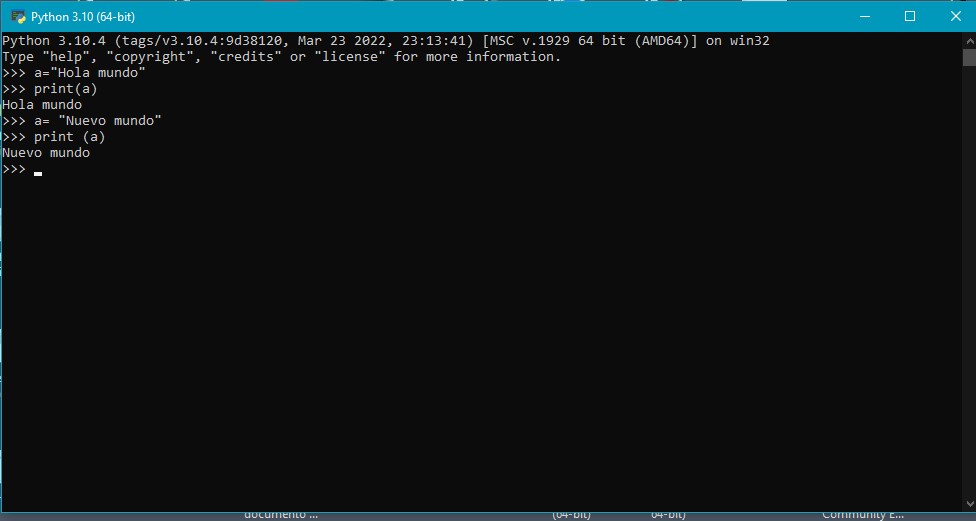 Python 3.10 (64-bit)
Python 3.10.4 (tags/v3.10.4:9d38120, Mar 23 2022, 23:13:41) [MSC v.1929 64 bit (AMD64)] on win32
Type "help", "copyright", "credits" or "license" for more information.
>>> a="Hola mundo"
>>> print(a)
Hola mundo
>>> a= "Nuevo mundo"
>>> print (a)
Nuevo mundo
>>>
documento ... (64-bit) 64-bit) Community E...